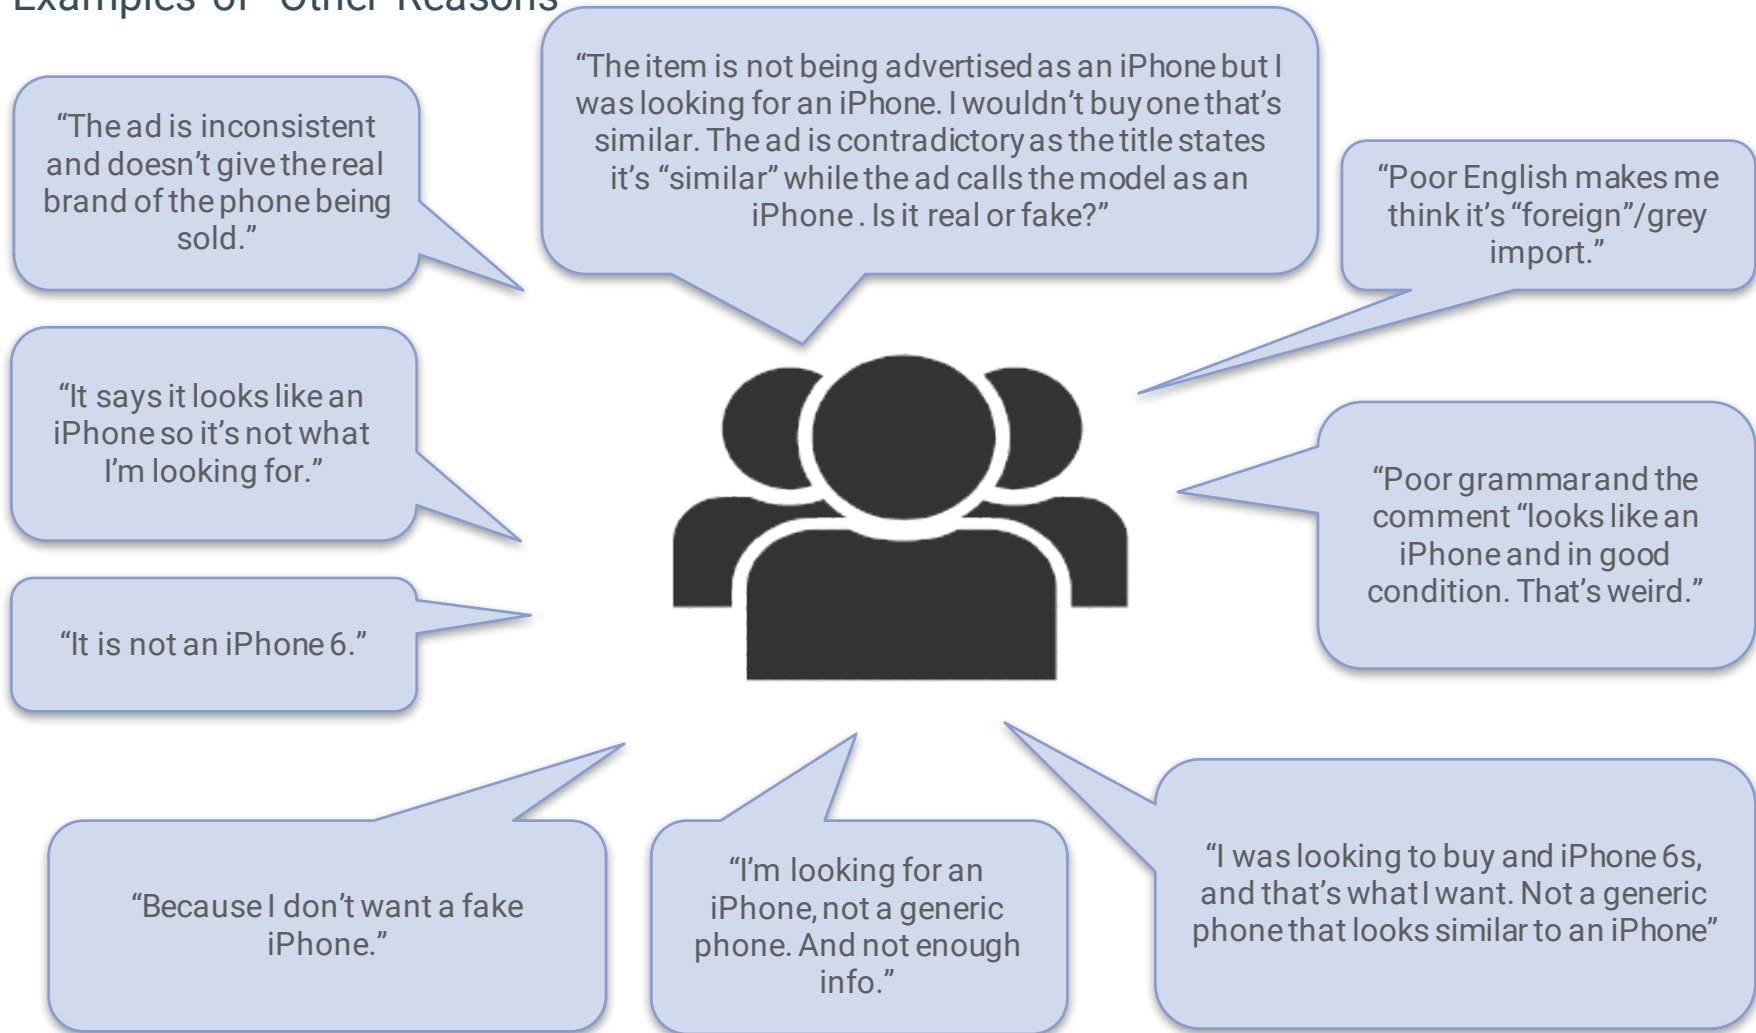 Examples of "Other Reasons"
“The item is not being advertised as an iPhone but I
was looking for an iPhone. I wouldn’t buy one that’s
similar. The ad is contradictory as the title states
it’s “similar” while the ad calls the model as an
iPhone . Is it real or fake?”
“The ad is inconsistent
and doesn’t give the real
brand of the phone being
sold.”
“Poor English makes me
think it’s “foreign”/grey
import.”
“It says it looks like an
iPhone so it’s not what
I’m looking for.”
“Poor grammar and the
comment “looks like an
iPhone and in good
condition. That’s weird.”
“It is not an iPhone 6.”
“Because I don’t want a fake
iPhone.”
“I’m looking for an
iPhone, not a generic
phone. And not enough
info.”
“I was looking to buy and iPhone 6s,
and that’s what I want. Not a generic
phone that looks similar to an iPhone”